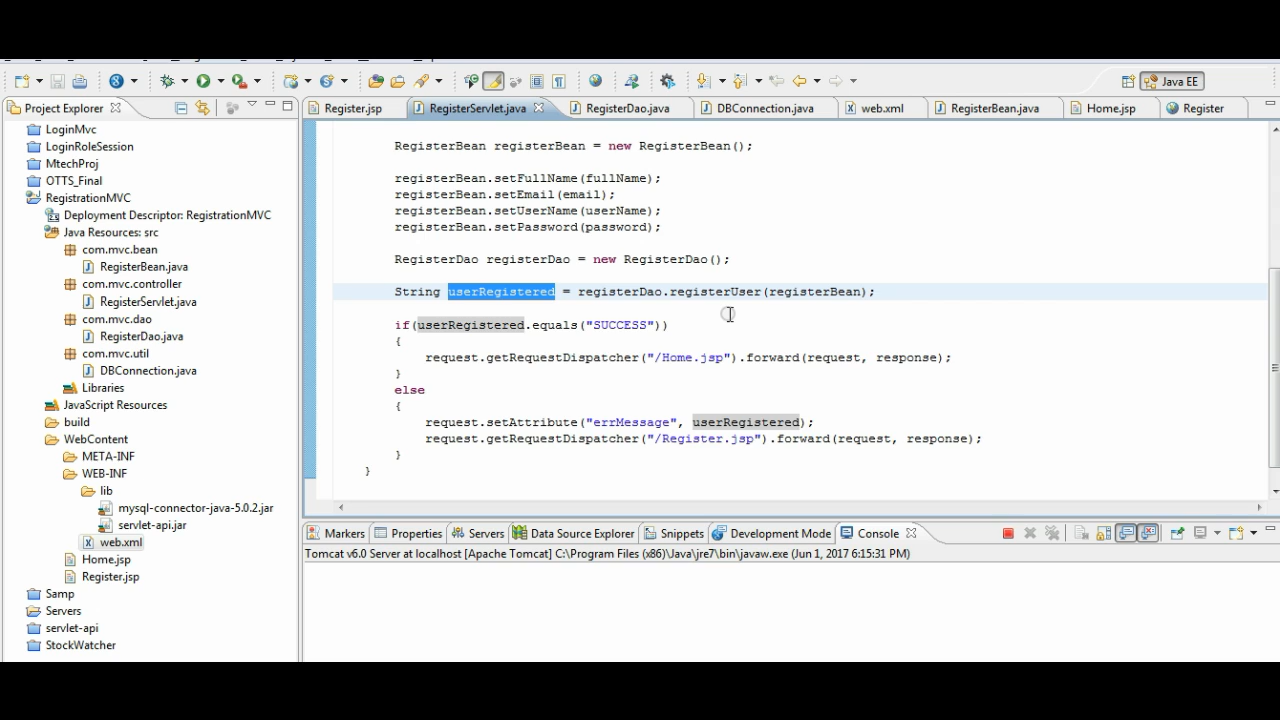 Java EE
Project Explorer
Register.jsp
RegisterServlet.java
RegisterDao.java
DBConnection.java
web.xml
RegisterBean.java
Home.jsp
Register
LoginMvc
LoginRoleSession
MtechProj
OTTS_Final
RegistrationMVC
Deployment Descriptor: RegistrationMVC
Java Resources: src
com.mvc.bean
RegisterBean.java
com.mvc.controller
RegisterServlet.java
com.mvc.dao
RegisterDao.java
com.mvc.util
DBConnection.java
Libraries
JavaScript Resources
build
WebContent
META-INF
WEB-INF
lib
mysql-connector-java-5.0.2.jar
servlet-api.jar
web.xml
Home.jsp
Register.jsp
Samp
Servers
servlet-api
StockWatcher
RegisterBean registerBean = new RegisterBean();
registerBean.setFullName(fullName);
registerBean.setEmail(email);
registerBean.setUserName(userName);
registerBean.setPassword(password);
RegisterDao registerDao = new RegisterDao();
String userRegistered = registerDao.registerUser(registerBean);
if(userRegistered.equals("SUCCESS"))
{
request.getRequestDispatcher("/Home.jsp").forward(request, response);
}
else
{
request.setAttribute("errMessage", userRegistered);
request.getRequestDispatcher("/Register.jsp").forward(request, response);
}
}
Markers
Properties
Servers
Data Source Explorer
Snippets
Development Mode
Console
Tomcat v6.0 Server at localhost [Apache Tomcat] C:\Program Files (x86)\Java\jre7\bin\javaw.exe (Jun 1, 2017 6:15:31 PM)